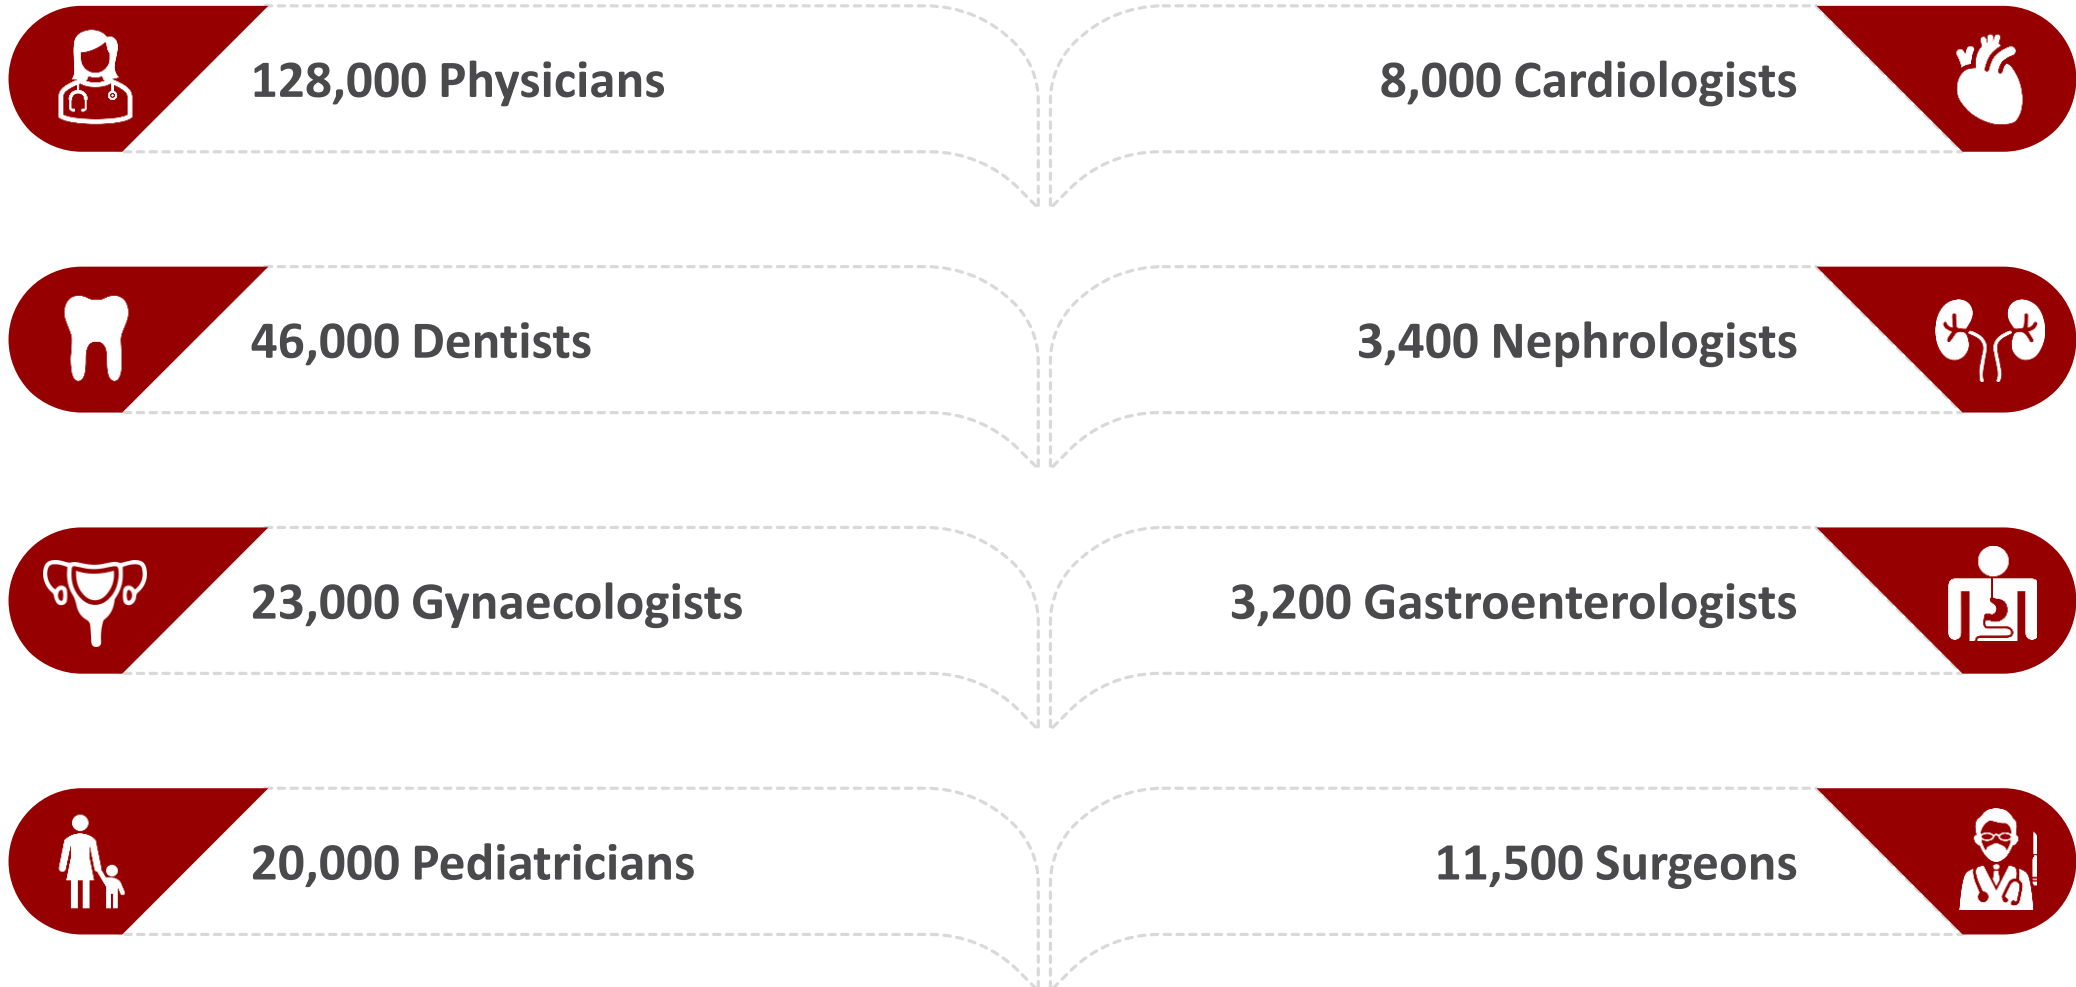 128,000 Physicians
8,000 Cardiologists
46,000 Dentists
3,400 Nephrologists
23,000 Gynaecologists
3,200 Gastroenterologists
20,000 Pediatricians
11,500 Surgeons